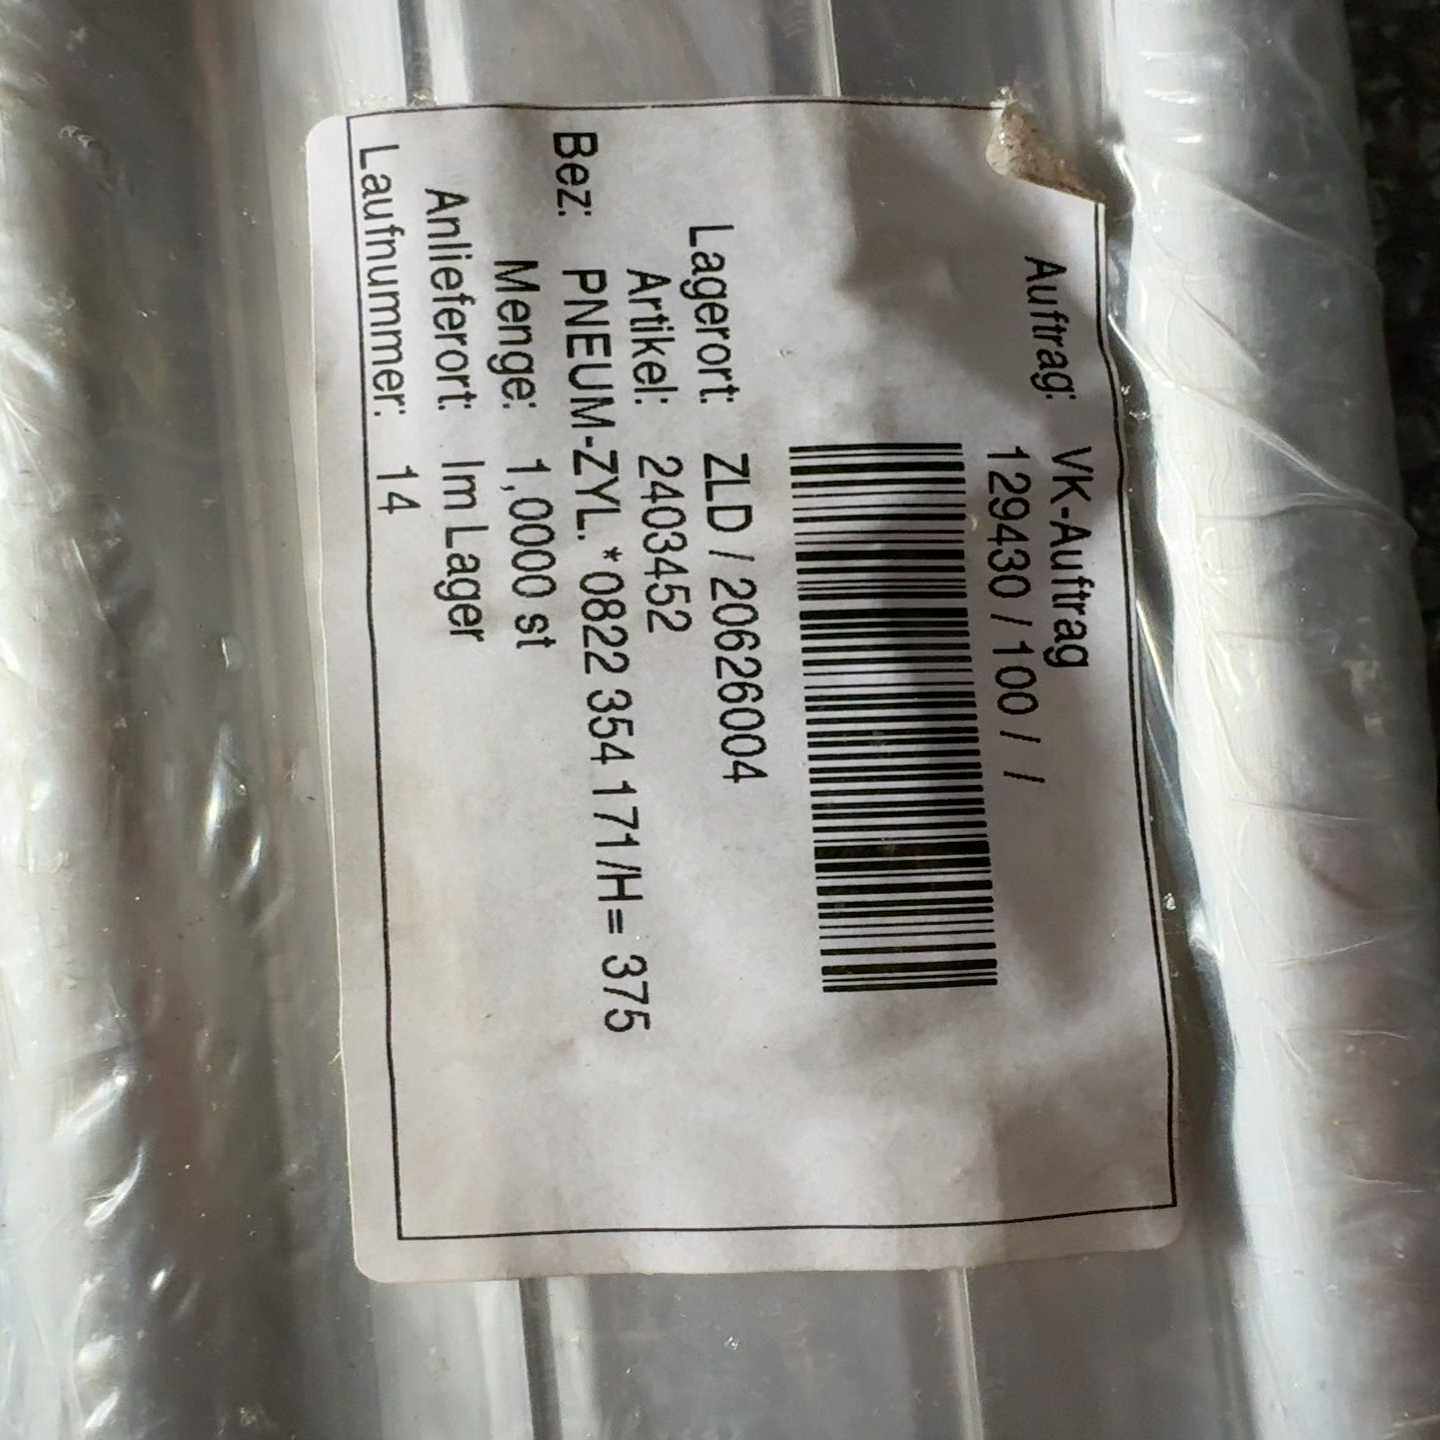 Auftrag: VK-Auftrag
129430 / 100 / /
Lagerort: ZLD / 20626004
Artikel: 2403452
Bez: PNEUM-ZYL. *0822 354 171/H= 375
Menge: 1,0000 st
Anlieferort: Im Lager
Laufnummer: 14